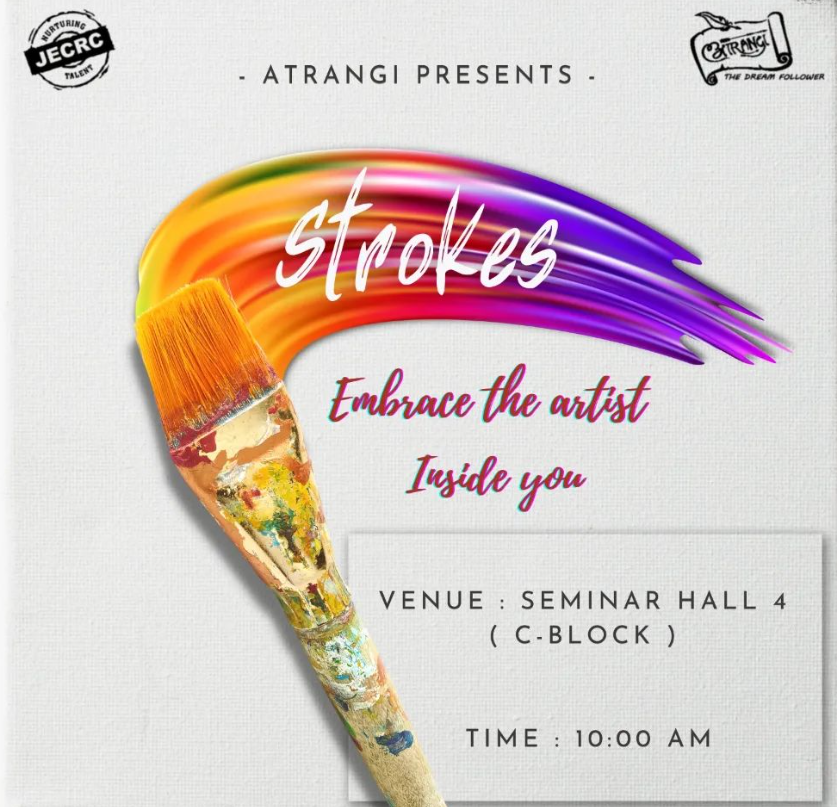 NURTURING
JECRC
TALENT
- ATRANGI PRESENTS -
ATRANGI
THE DREAM FOLLOWER
strokes
Embrace the artist
Inside you
VENUE : SEMINAR HALL 4
( C-BLOCK )
TIME : 10:00 AM